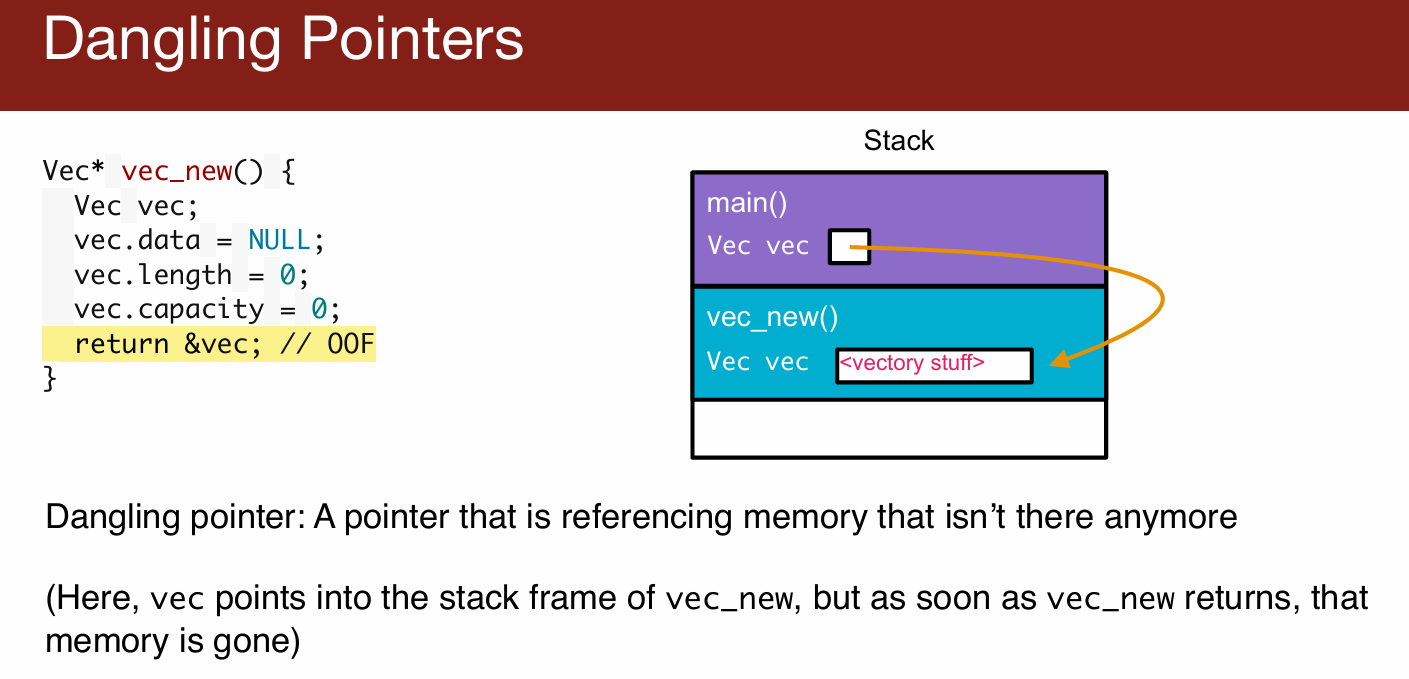 Dangling Pointers
Vec* vec_new() {
  Vec vec;
  vec.data = NULL;
  vec.length = 0;
  vec.capacity = 0;
  return &vec; // OOF
}
Stack
main()
Vec vec
vec_new()
Vec vec <vectory stuff>
Dangling pointer: A pointer that is referencing memory that isn’t there anymore
(Here, vec points into the stack frame of vec_new, but as soon as vec_new returns, that
memory is gone)